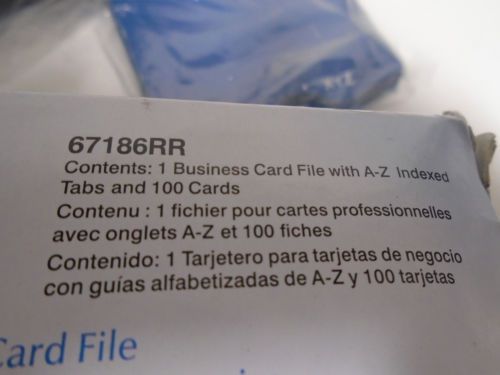 67186RR
Contents: 1 Business Card File with A-Z Indexed
Tabs and 100 Cards
Contenu : 1 fichier pour cartes professionnelles
avec onglets A-Z et 100 fiches
Contenido: 1 Tarjetero para tarjetas de negocio
con guías alfabetizadas de A-Z y 100 tarjetas
Card File